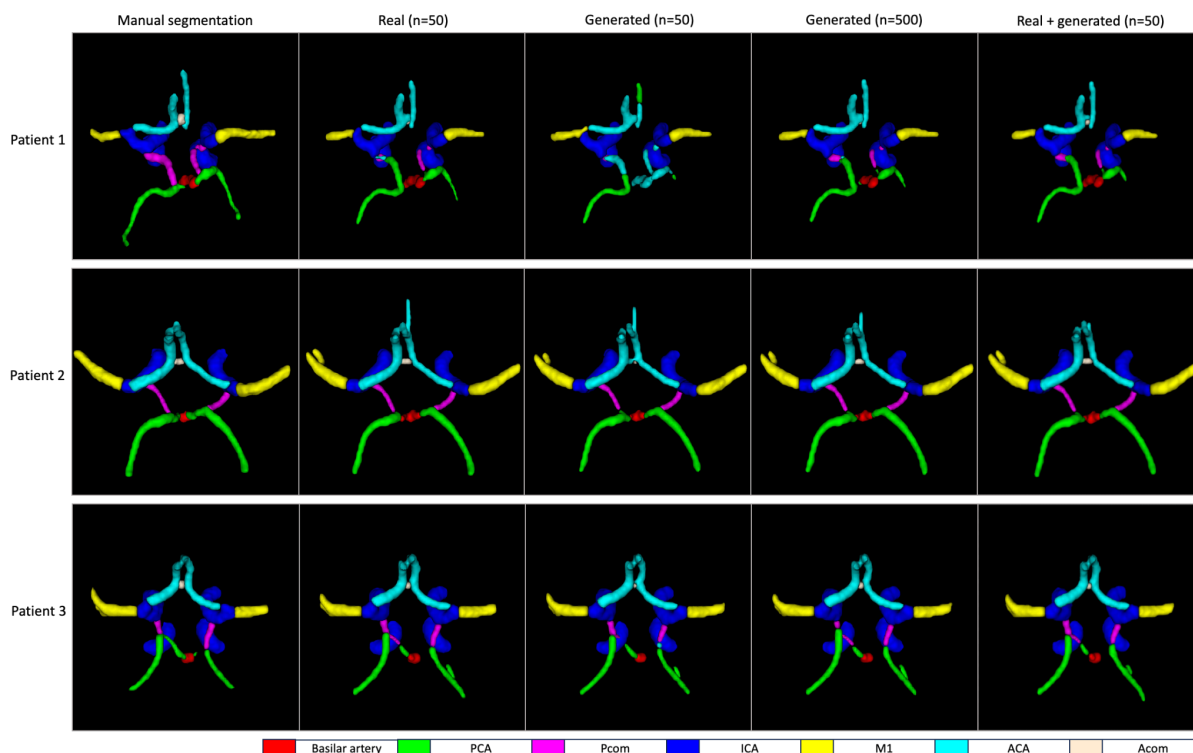 Manual segmentation Real (n=50) Generated (n=50) Generated (n=500) Real + generated (n=50)
Patient 1
Patient 2
Patient 3
Basilar artery PCA Pcom ICA M1 ACA Acom